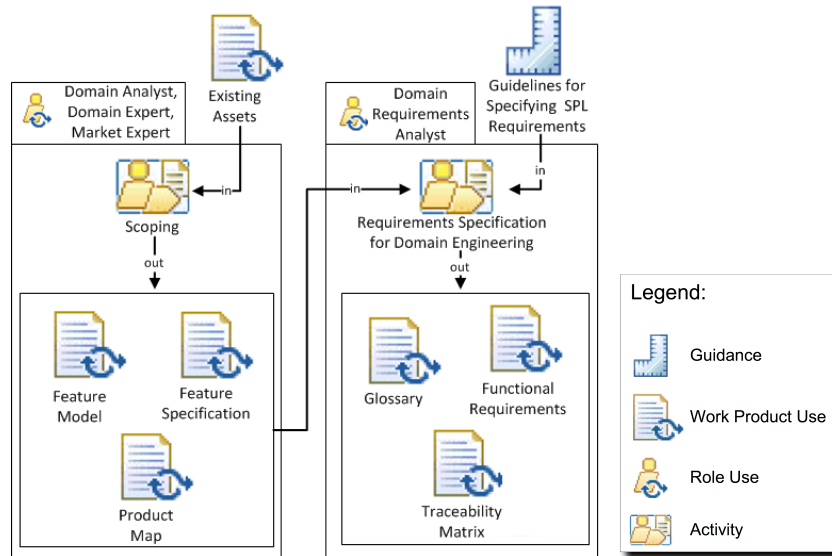 Domain Analyst,
Domain Expert,
Market Expert
Existing
Assets
in
Scoping
out
Feature
Model
Feature
Specification
Product
Map
Domain
Requirements
Analyst
Guidelines for
Specifying SPL
Requirements
in
in
Requirements Specification
for Domain Engineering
out
Glossary
Functional
Requirements
Traceability
Matrix
Legend:
Guidance
Work Product Use
Role Use
Activity